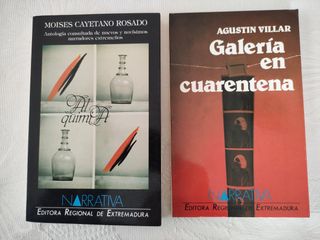 MOISES CAYETANO ROSADO
Antología consultada de nuevos y novísimos
narradores extremeños
Al
quimiA
NARRATIVA
EDITORA REGIONAL DE EXTREMADURA
AGUSTIN VILLAR
Galería en
cuarentena
NARRATIVA
EDITORA REGIONAL DE EXTREMADURA